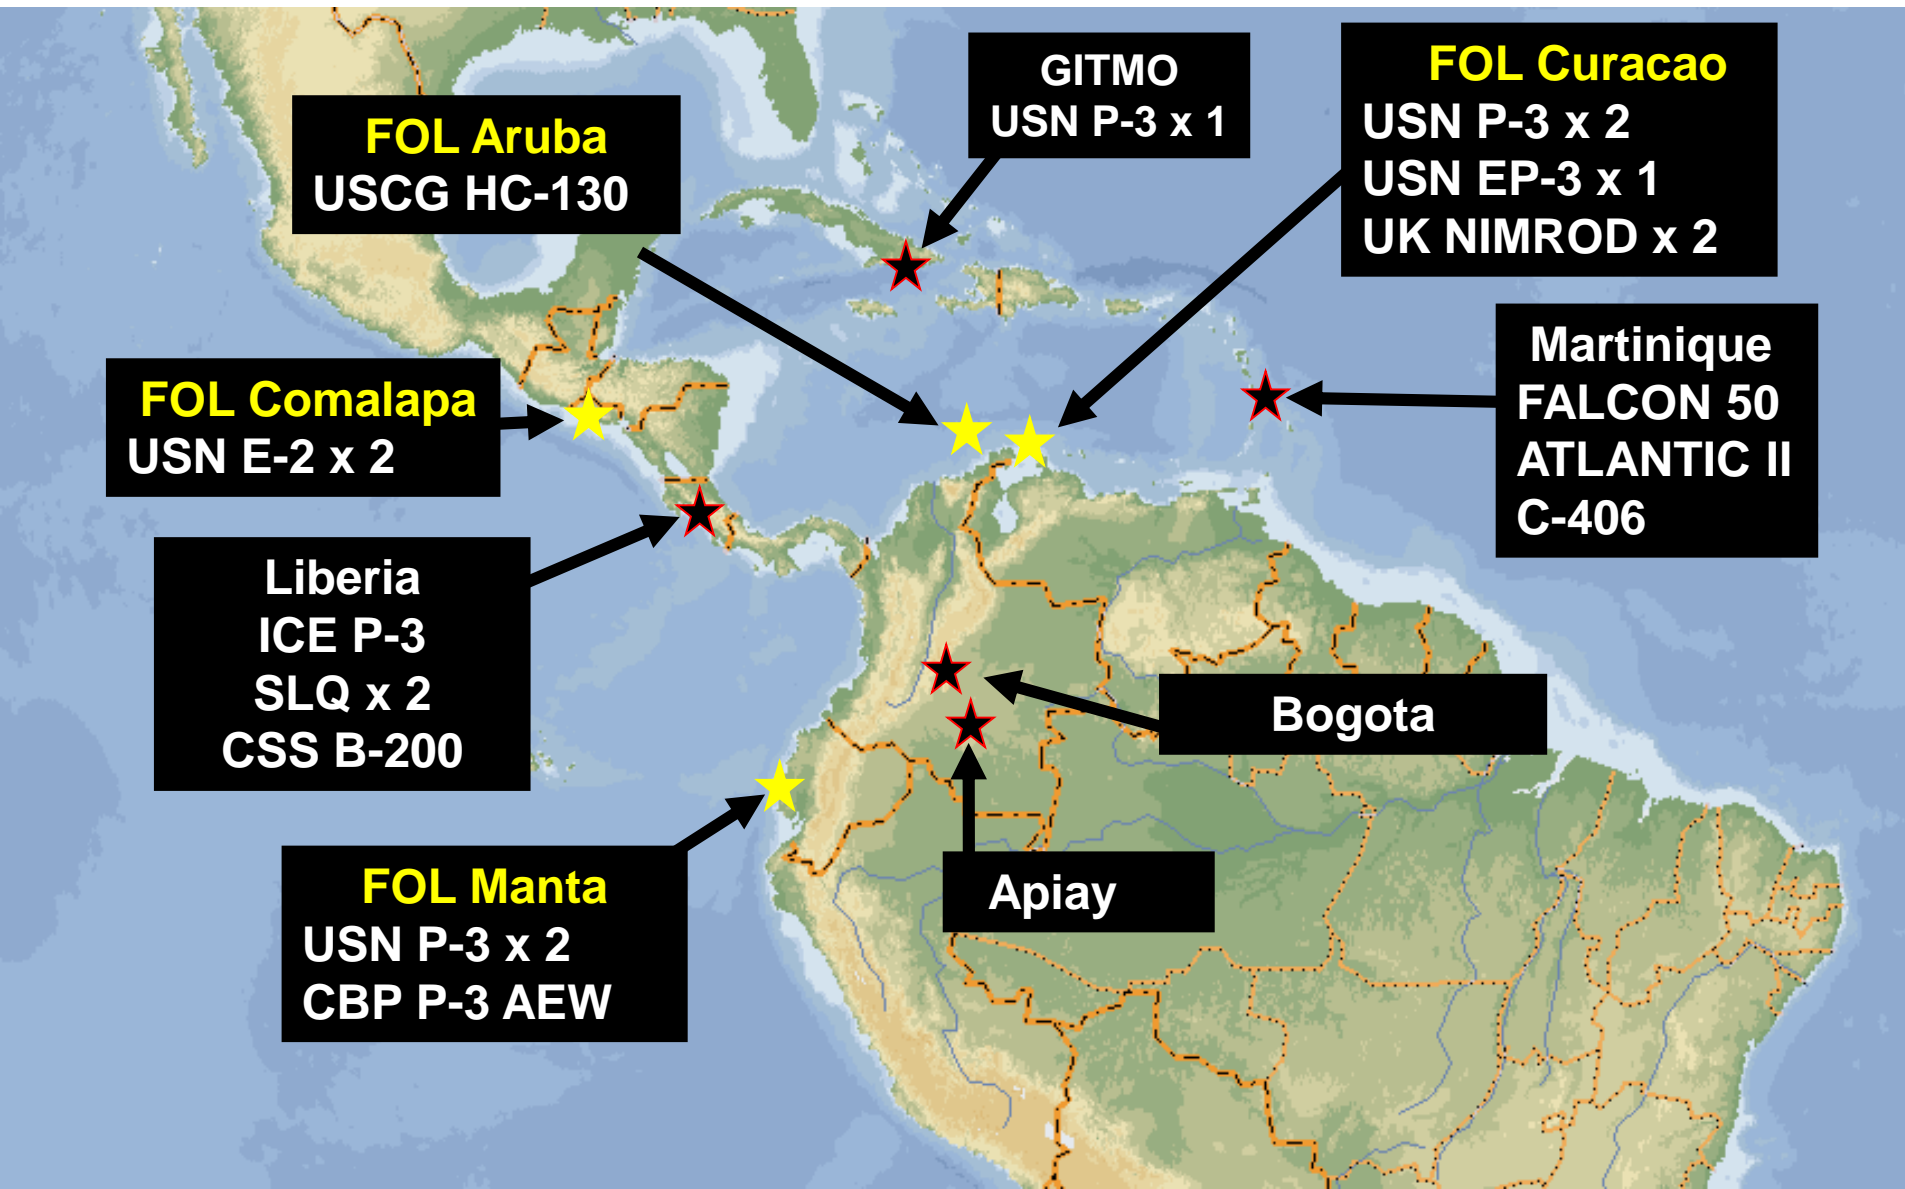 GITMO
USN P-3 x 1
FOL Curacao
USN P-3 x 2
USN EP-3 x 1
UK NIMROD x 2
FOL Aruba
USCG HC-130
Martinique
FALCON 50
ATLANTIC II
C-406
FOL Comalapa
USN E-2 x 2
Liberia
ICE P-3
SLQ x 2
CSS B-200
Bogota
Apiay
FOL Manta
USN P-3 x 2
CBP P-3 AEW